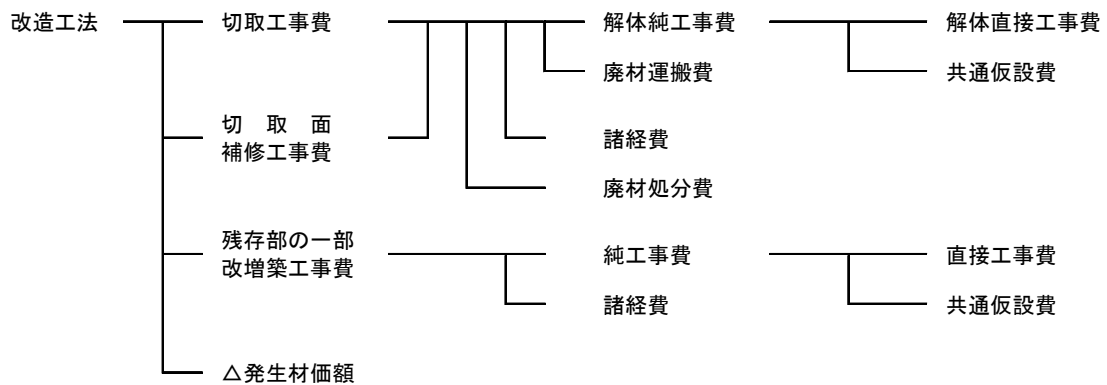 改造工法 切取工事費 解体純工事費 解体直接工事費
廃材運搬費 共通仮設費
切　取　面
補修工事費
諸経費
廃材処分費
残存部の一部
改増築工事費
純工事費 直接工事費
諸経費 共通仮設費
△発生材価額